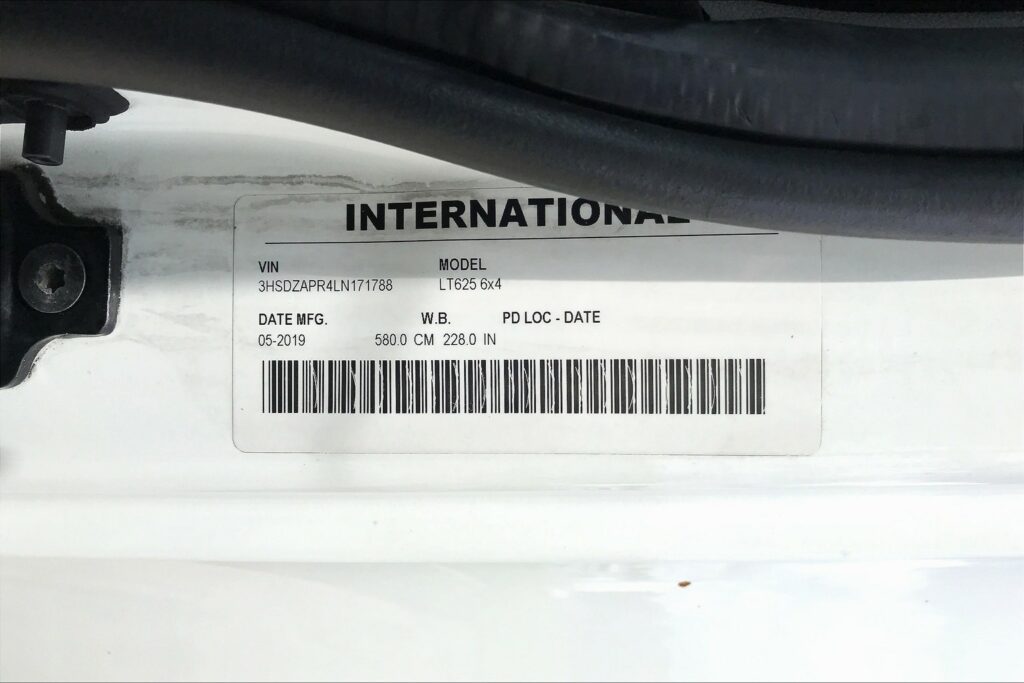 INTERNATIONAL
VIN MODEL
3HSDZAPR4LN171788 LT625 6x4
DATE MFG. W.B. PD LOC - DATE
05-2019 580.0 CM 228.0 IN